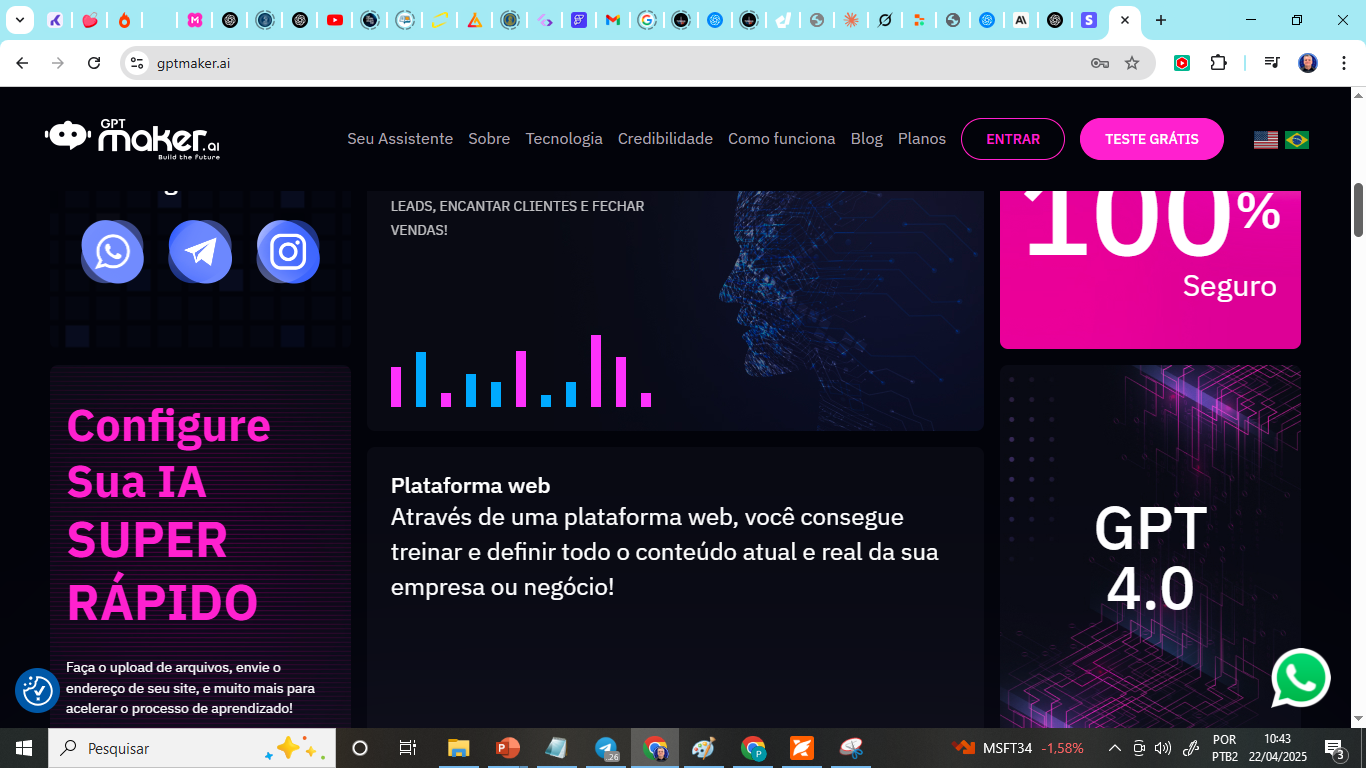 gptmaker.ai
GPT
maker.ai
Build the Future
Seu Assistente
Sobre
Tecnologia
Credibilidade
Como funciona
Blog
Planos
ENTRAR
TESTE GRÁTIS
LEADS, ENCANTAR CLIENTES E FECHAR
VENDAS!
100%
Seguro
Configure
Sua IA
SUPER
RÁPIDO
Faça o upload de arquivos, envie o
endereço de seu site, e muito mais para
acelerar o processo de aprendizado!
Plataforma web
Através de uma plataforma web, você consegue
treinar e definir todo o conteúdo atual e real da sua
empresa ou negócio!
GPT
4.0
Pesquisar
.26
MSFT34 -1,58%
POR
PTB2
10:43
22/04/2025
3